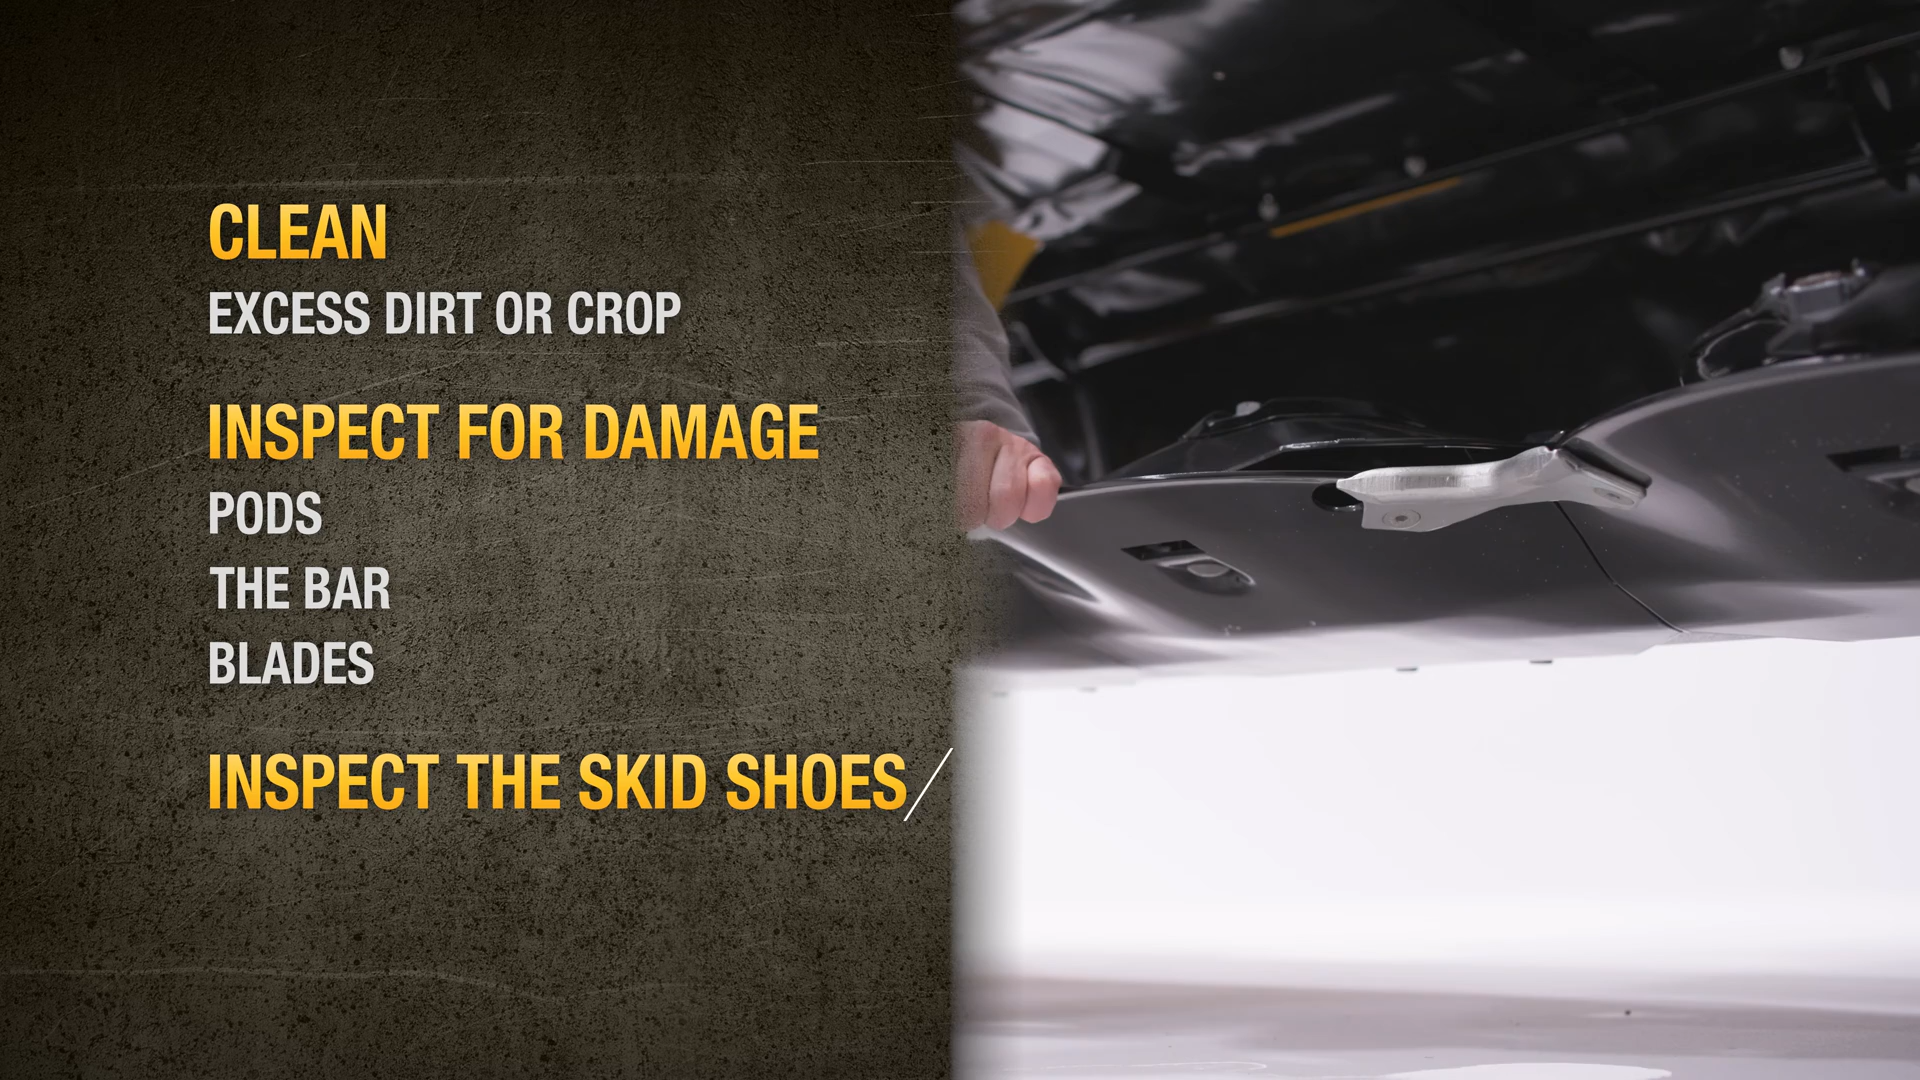 CLEAN
EXCESS DIRT OR CROP
INSPECT FOR DAMAGE
PODS
THE BAR
BLADES
INSPECT THE SKID SHOES